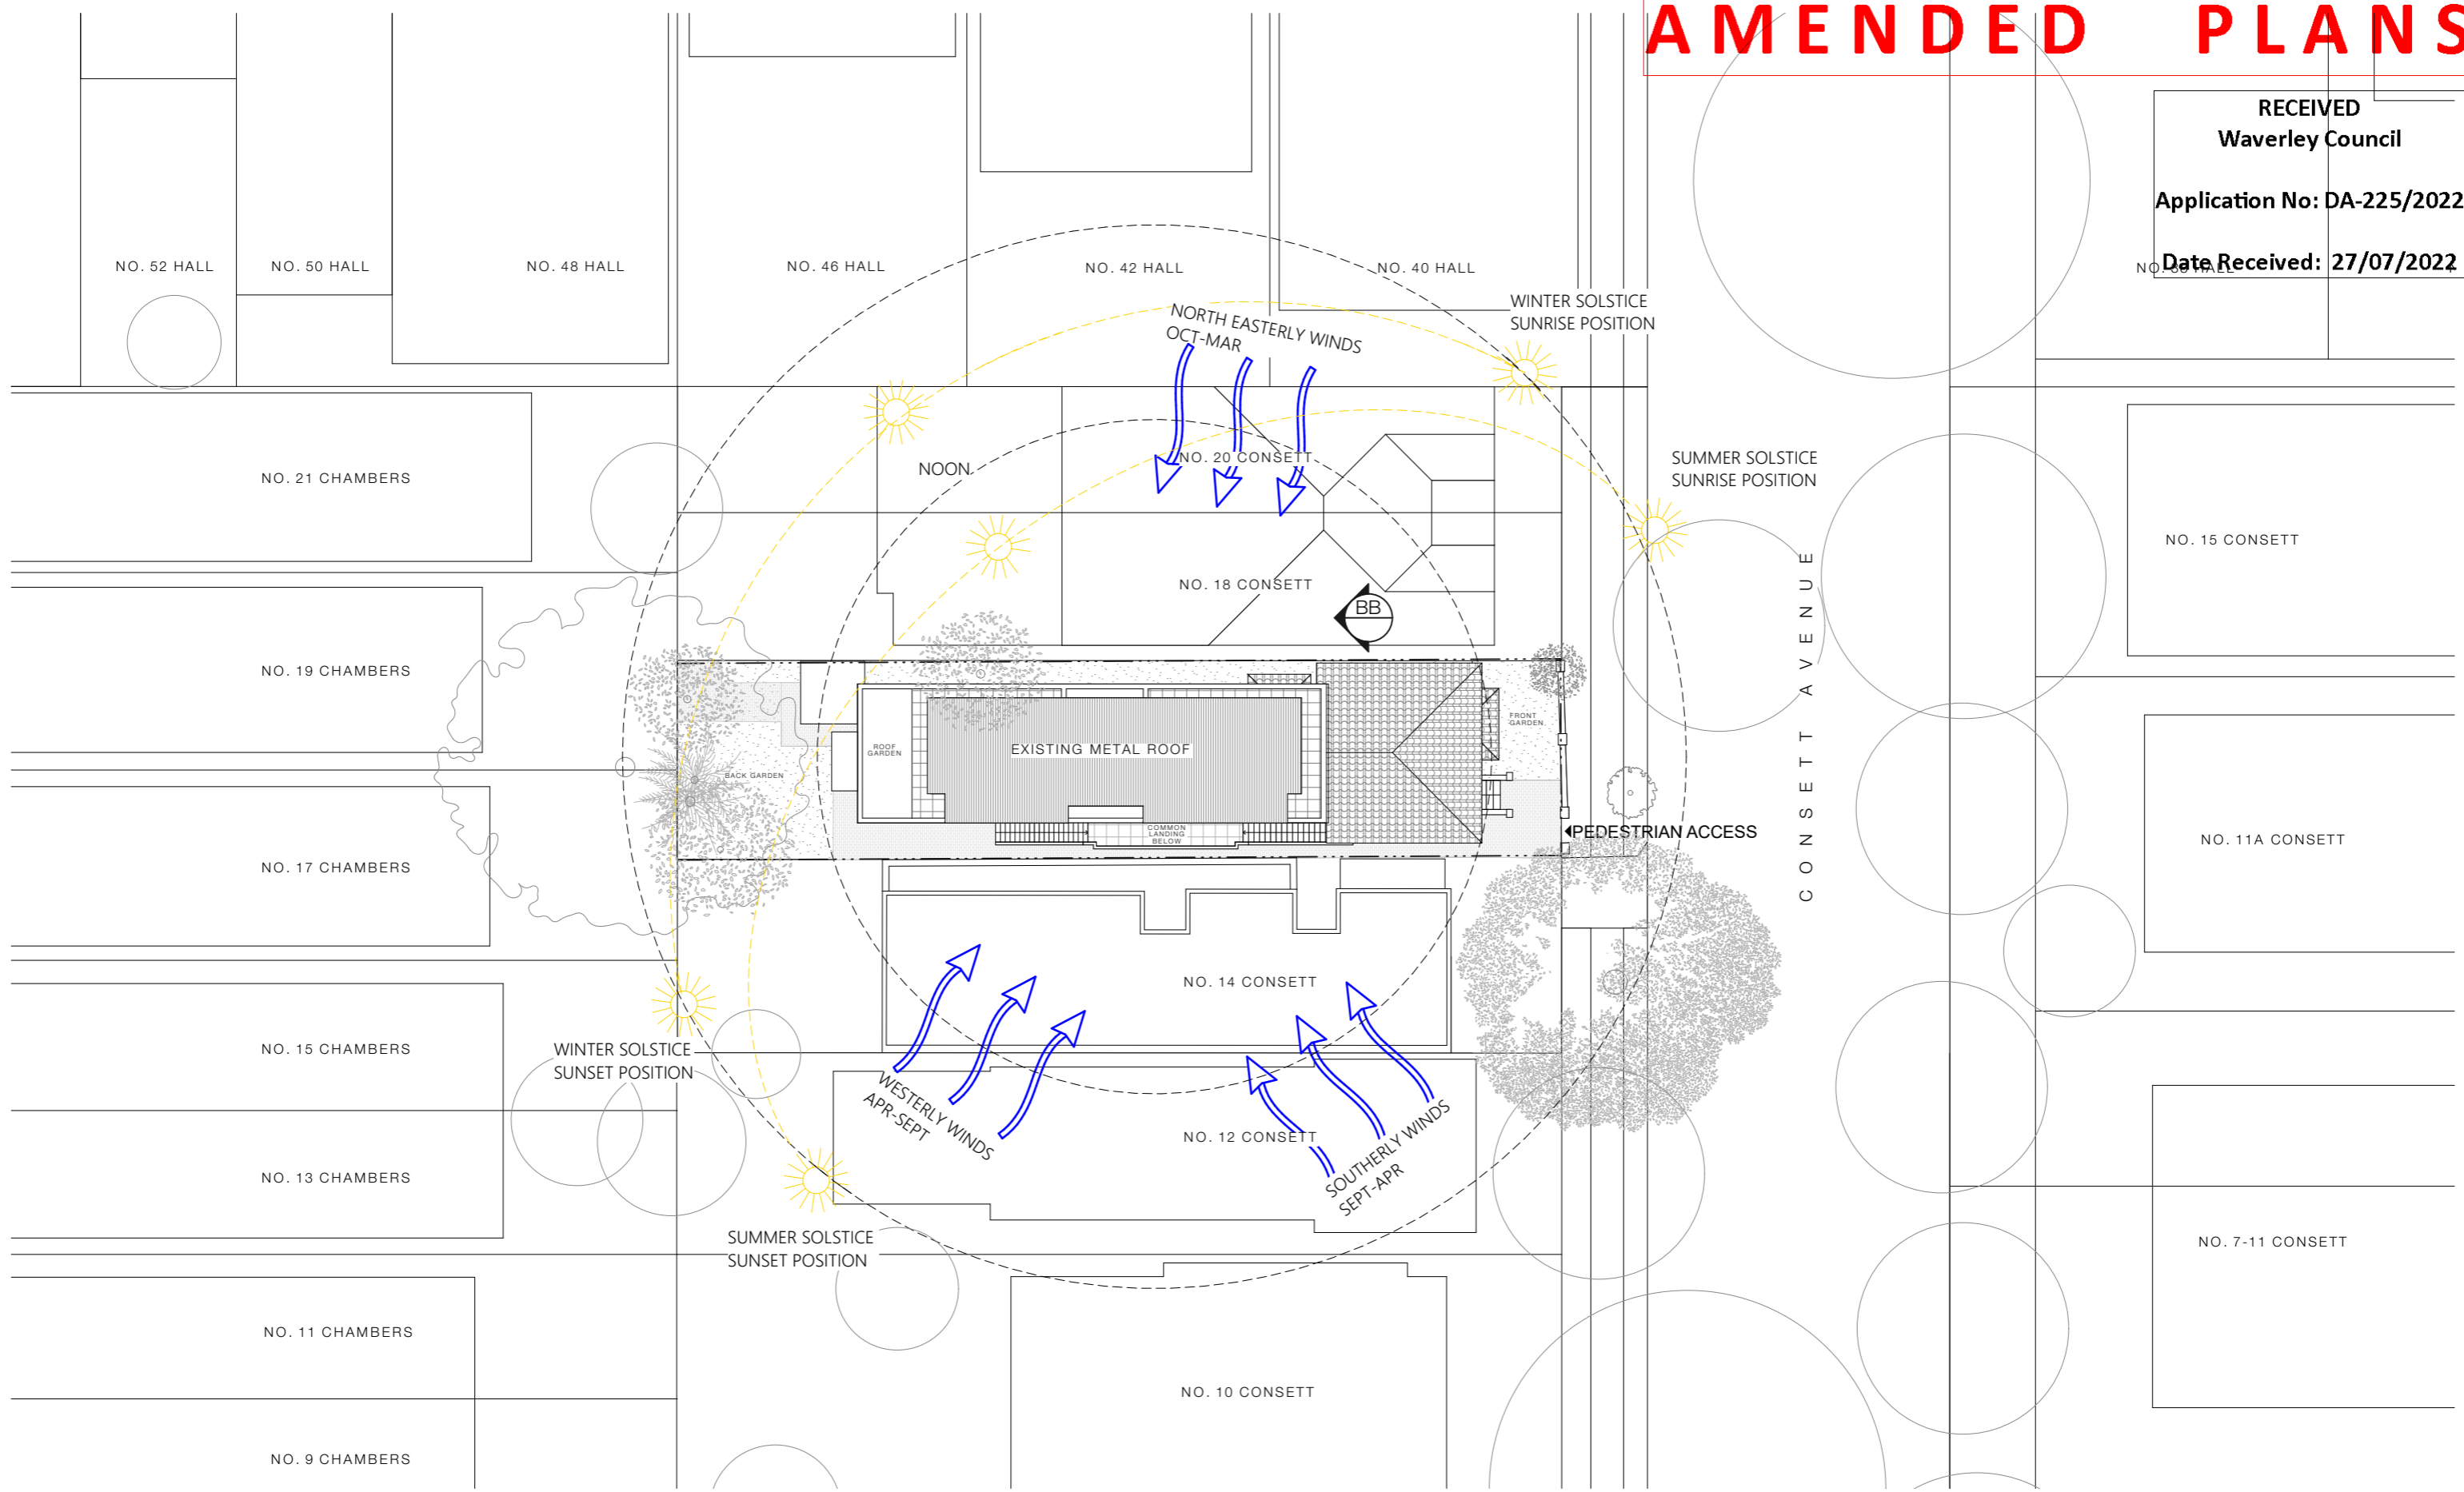 AMENDED PLANS
RECEIVED
Waverley Council
Application No: DA-225/2022
Date Received: 27/07/2022
NO. 52 HALL
NO. 50 HALL
NO. 48 HALL
NO. 46 HALL
NO. 42 HALL
NO. 40 HALL
WINTER SOLSTICE
SUNRISE POSITION
NORTH EASTERLY WINDS
OCT-MAR
NO. 20 CONSETT
NOON
SUMMER SOLSTICE
SUNRISE POSITION
NO. 21 CHAMBERS
NO. 15 CONSETT
NO. 18 CONSETT
BB
CONSETT AVENUE
NO. 19 CHAMBERS
FRONT
GARDEN
ROOF
GARDEN
EXISTING METAL ROOF
BACK GARDEN
COMMON
LANDING
BELOW
PEDESTRIAN ACCESS
NO. 11A CONSETT
NO. 17 CHAMBERS
NO. 14 CONSETT
NO. 15 CHAMBERS
WINTER SOLSTICE
SUNSET POSITION
WESTERLY WINDS
APR-SEPT
NO. 12 CONSETT
SOUTHERLY WINDS
SEPT-APR
NO. 13 CHAMBERS
SUMMER SOLSTICE
SUNSET POSITION
NO. 7-11 CONSETT
NO. 11 CHAMBERS
NO. 10 CONSETT
NO. 9 CHAMBERS